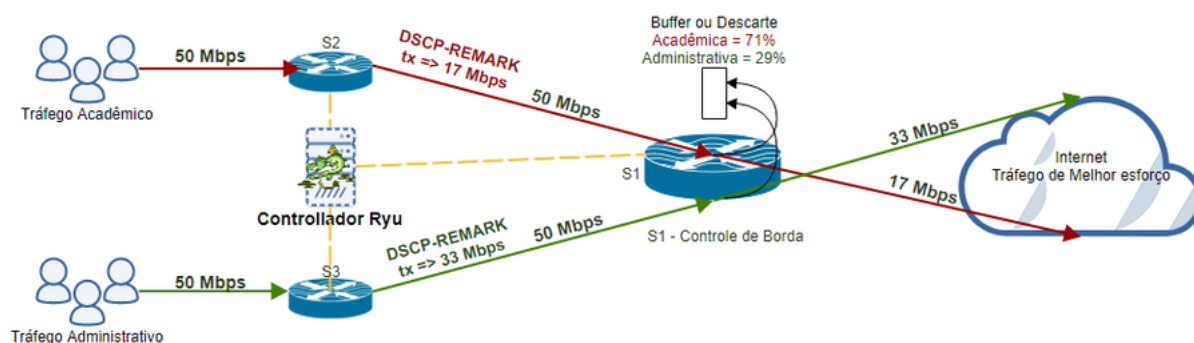 Buffer ou Descarte
Acadêmica = 71%
Administrativa = 29%
S2
50 Mbps
DSCP-REMARK
tx => 17 Mbps
50 Mbps
Tráfego Acadêmico
33 Mbps
Internet
Tráfego de Melhor esforço
S1
17 Mbps
Controllador Ryu
S1 - Controle de Borda
DSCP-REMARK
tx => 33 Mbps
50 Mbps
S3
50 Mbps
Tráfego Administrativo